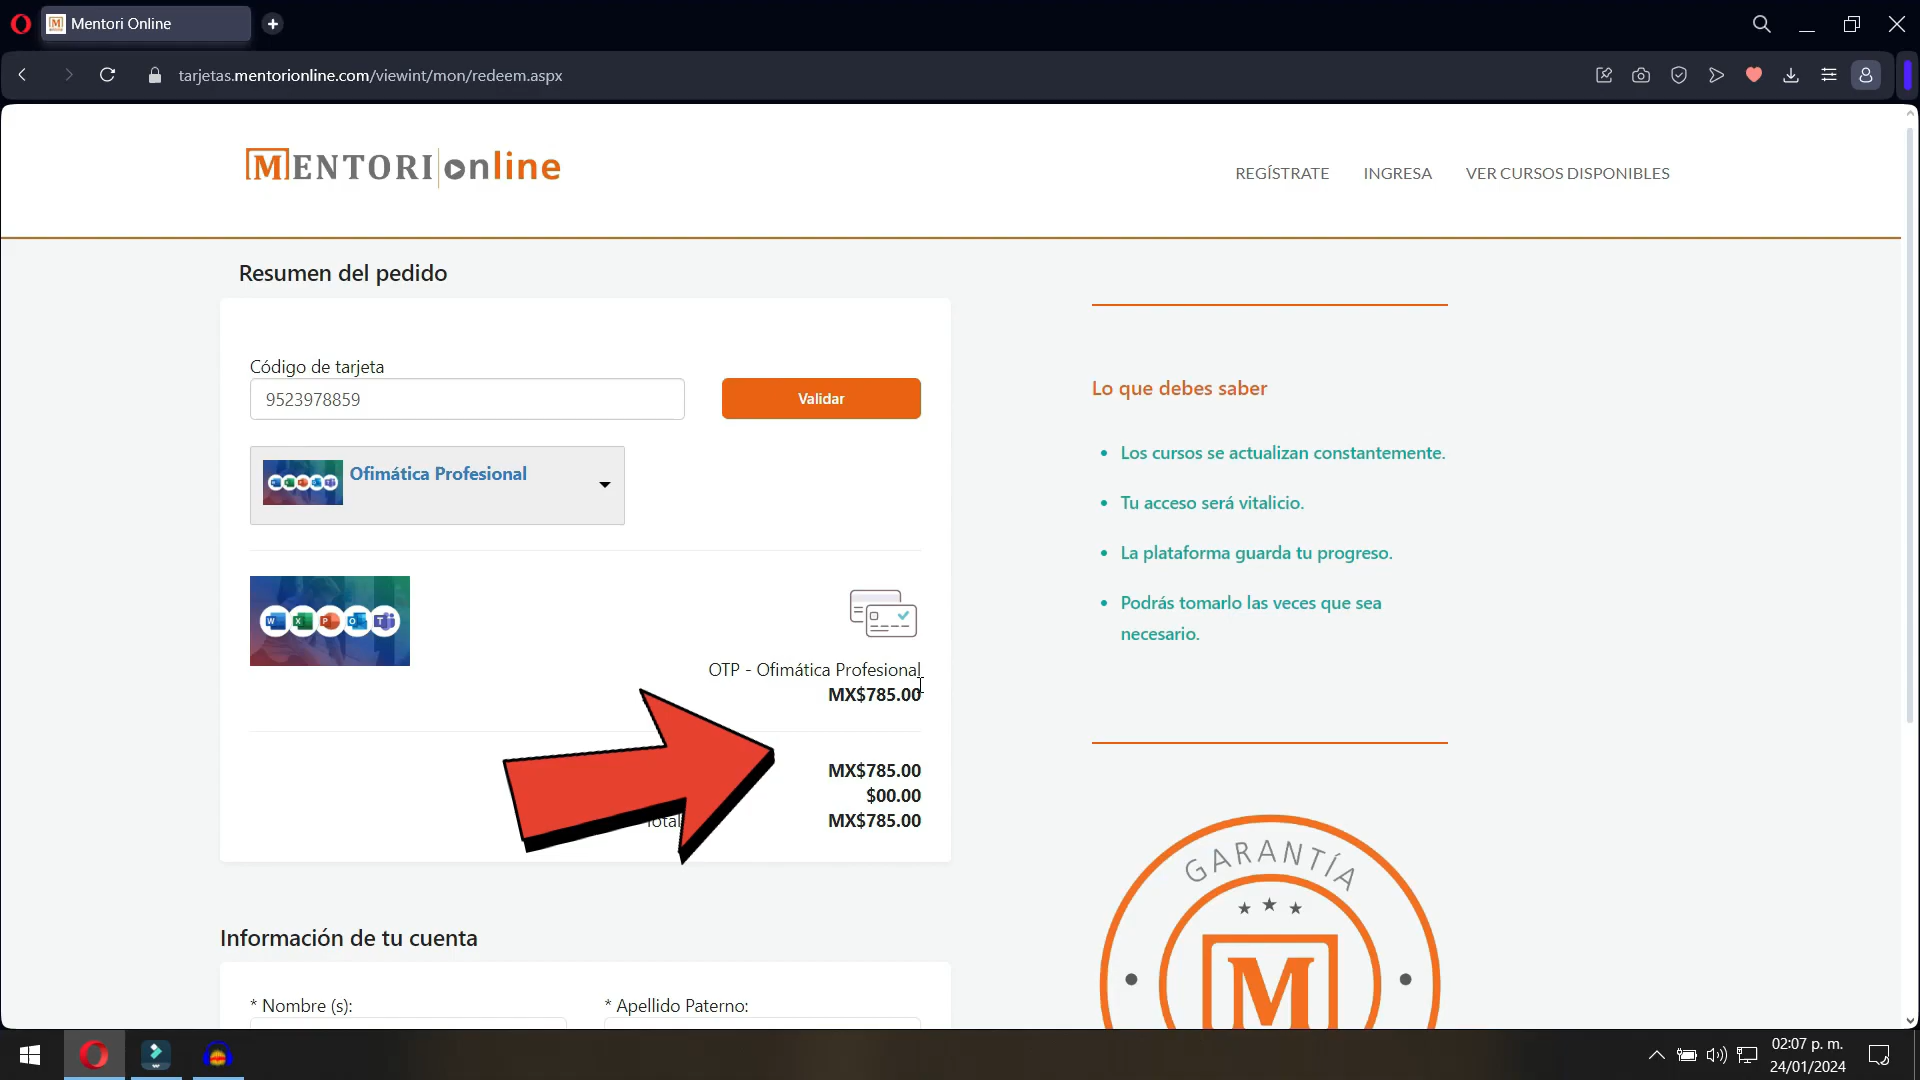 Mentori Online
tarjetas.mentorionline.com/viewint/mon/redeem.aspx
MENTORI online
REGÍSTRATE INGRESA VER CURSOS DISPONIBLES
Resumen del pedido
Código de tarjeta
9523978859
Validar
Ofimática Profesional
OTP - Ofimática Profesional
MX$785.00
MX$785.00
$00.00
Total
MX$785.00
Información de tu cuenta
* Nombre (s):
* Apellido Paterno:
Lo que debes saber
Los cursos se actualizan constantemente.
Tu acceso será vitalicio.
La plataforma guarda tu progreso.
Podrás tomarlo las veces que sea
necesario.
GARANTÍA
M
02:07 p. m.
24/01/2024